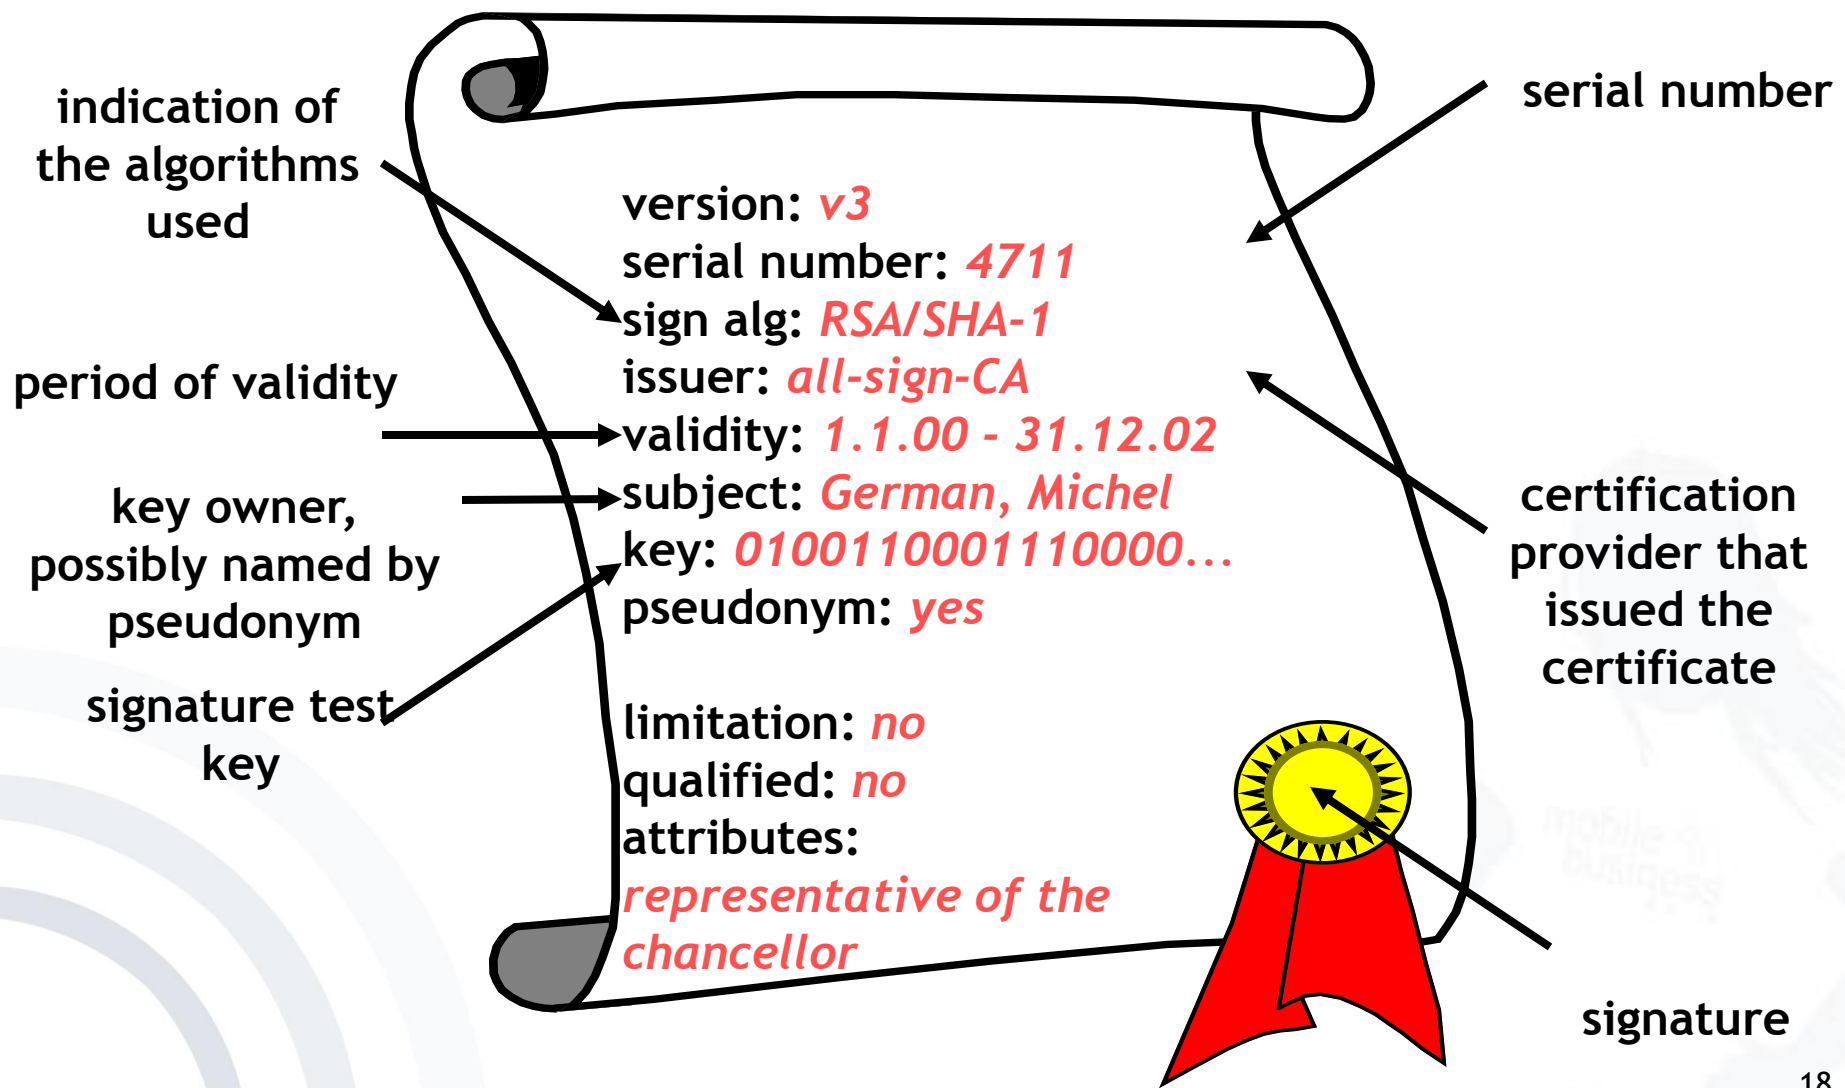 indication of
the algorithms
used
period of validity
key owner,
possibly named by
pseudonym
signature test
key
version: v3
serial number: 4711
sign alg: RSA/SHA-1
issuer: all-sign-CA
validity: 1.1.00 - 31.12.02
subject: German, Michel
key: 0100110001110000...
pseudonym: yes
limitation: no
qualified: no
attributes:
representative of the
chancellor
serial number
certification
provider that
issued the
certificate
mobile
business
signature
18